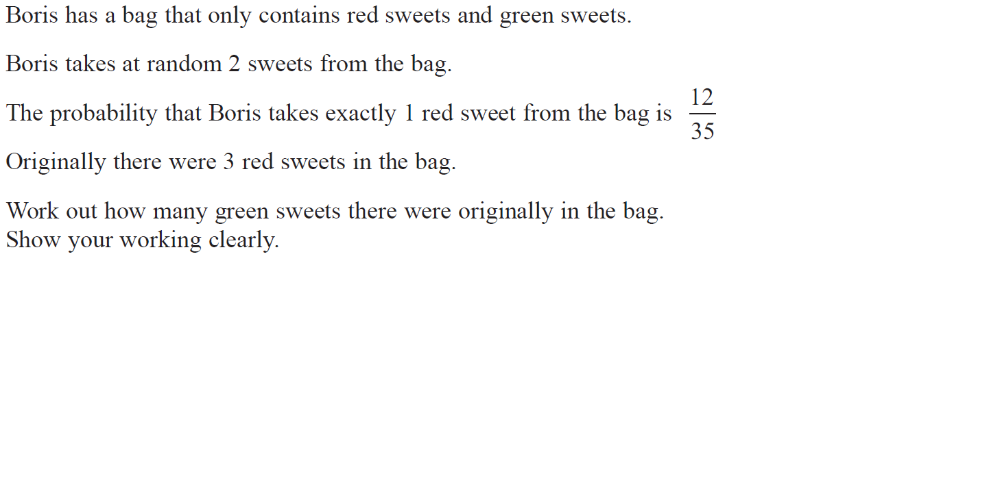 Boris has a bag that only contains red sweets and green sweets.
Boris takes at random 2 sweets from the bag.
The probability that Boris takes exactly 1 red sweet from the bag is 12/35
Originally there were 3 red sweets in the bag.
Work out how many green sweets there were originally in the bag.
Show your working clearly.